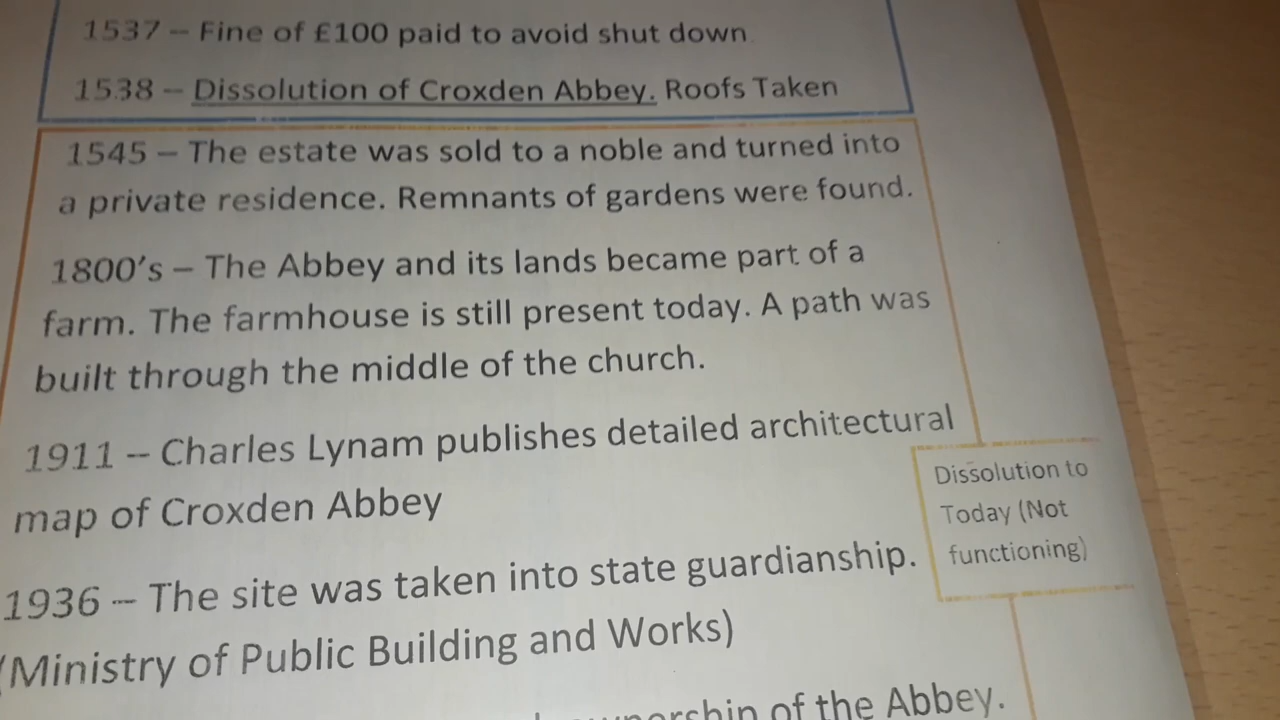 1537 – Fine of £100 paid to avoid shut down
1538 – Dissolution of Croxden Abbey. Roofs Taken
1545 – The estate was sold to a noble and turned into
a private residence. Remnants of gardens were found.
1800’s – The Abbey and its lands became part of a
farm. The farmhouse is still present today. A path was
built through the middle of the church.
1911 – Charles Lynam publishes detailed architectural
map of Croxden Abbey
Dissolution to
Today (Not
functioning)
1936 – The site was taken into state guardianship.
(Ministry of Public Building and Works)
ownership of the Abbey.